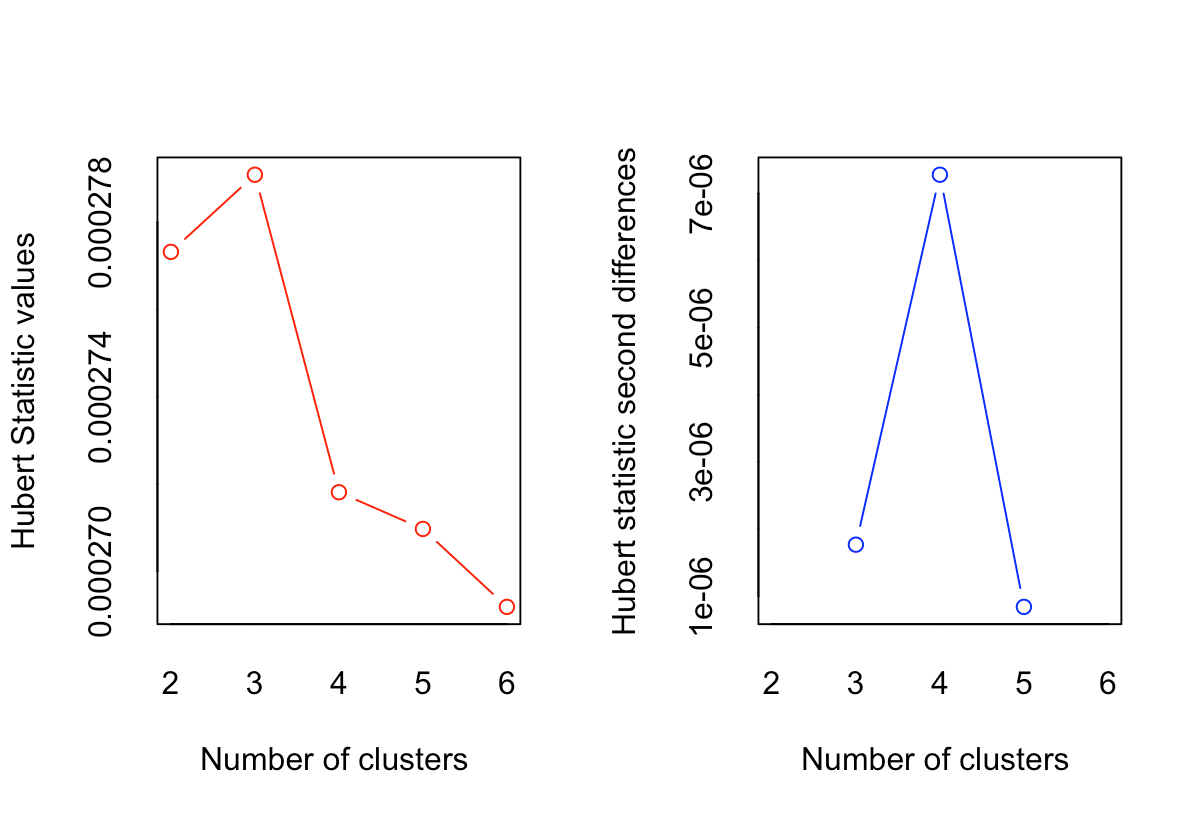 Hubert Statistic values
0.000278
0.000274
0.000270
2 3 4 5 6
Number of clusters
Hubert statistic second differences
7e-06
5e-06
3e-06
1e-06
2 3 4 5 6
Number of clusters